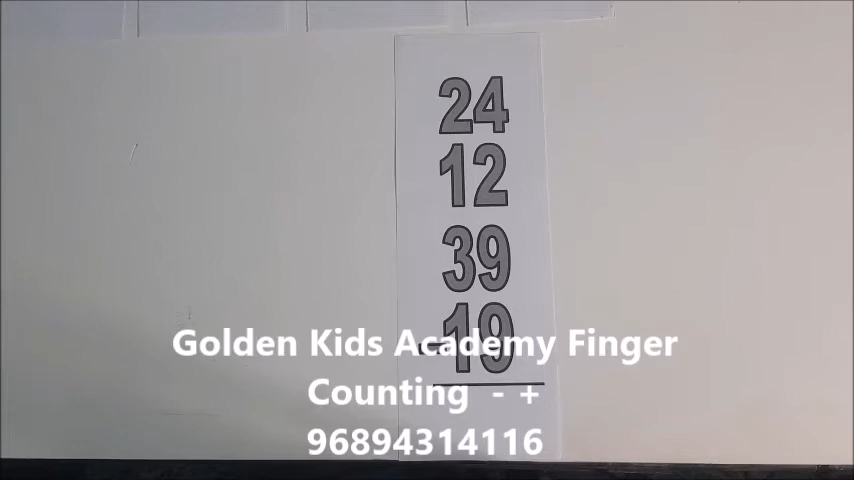 24
12
39
-19
Golden Kids Academy Finger
Counting - +
96894314116